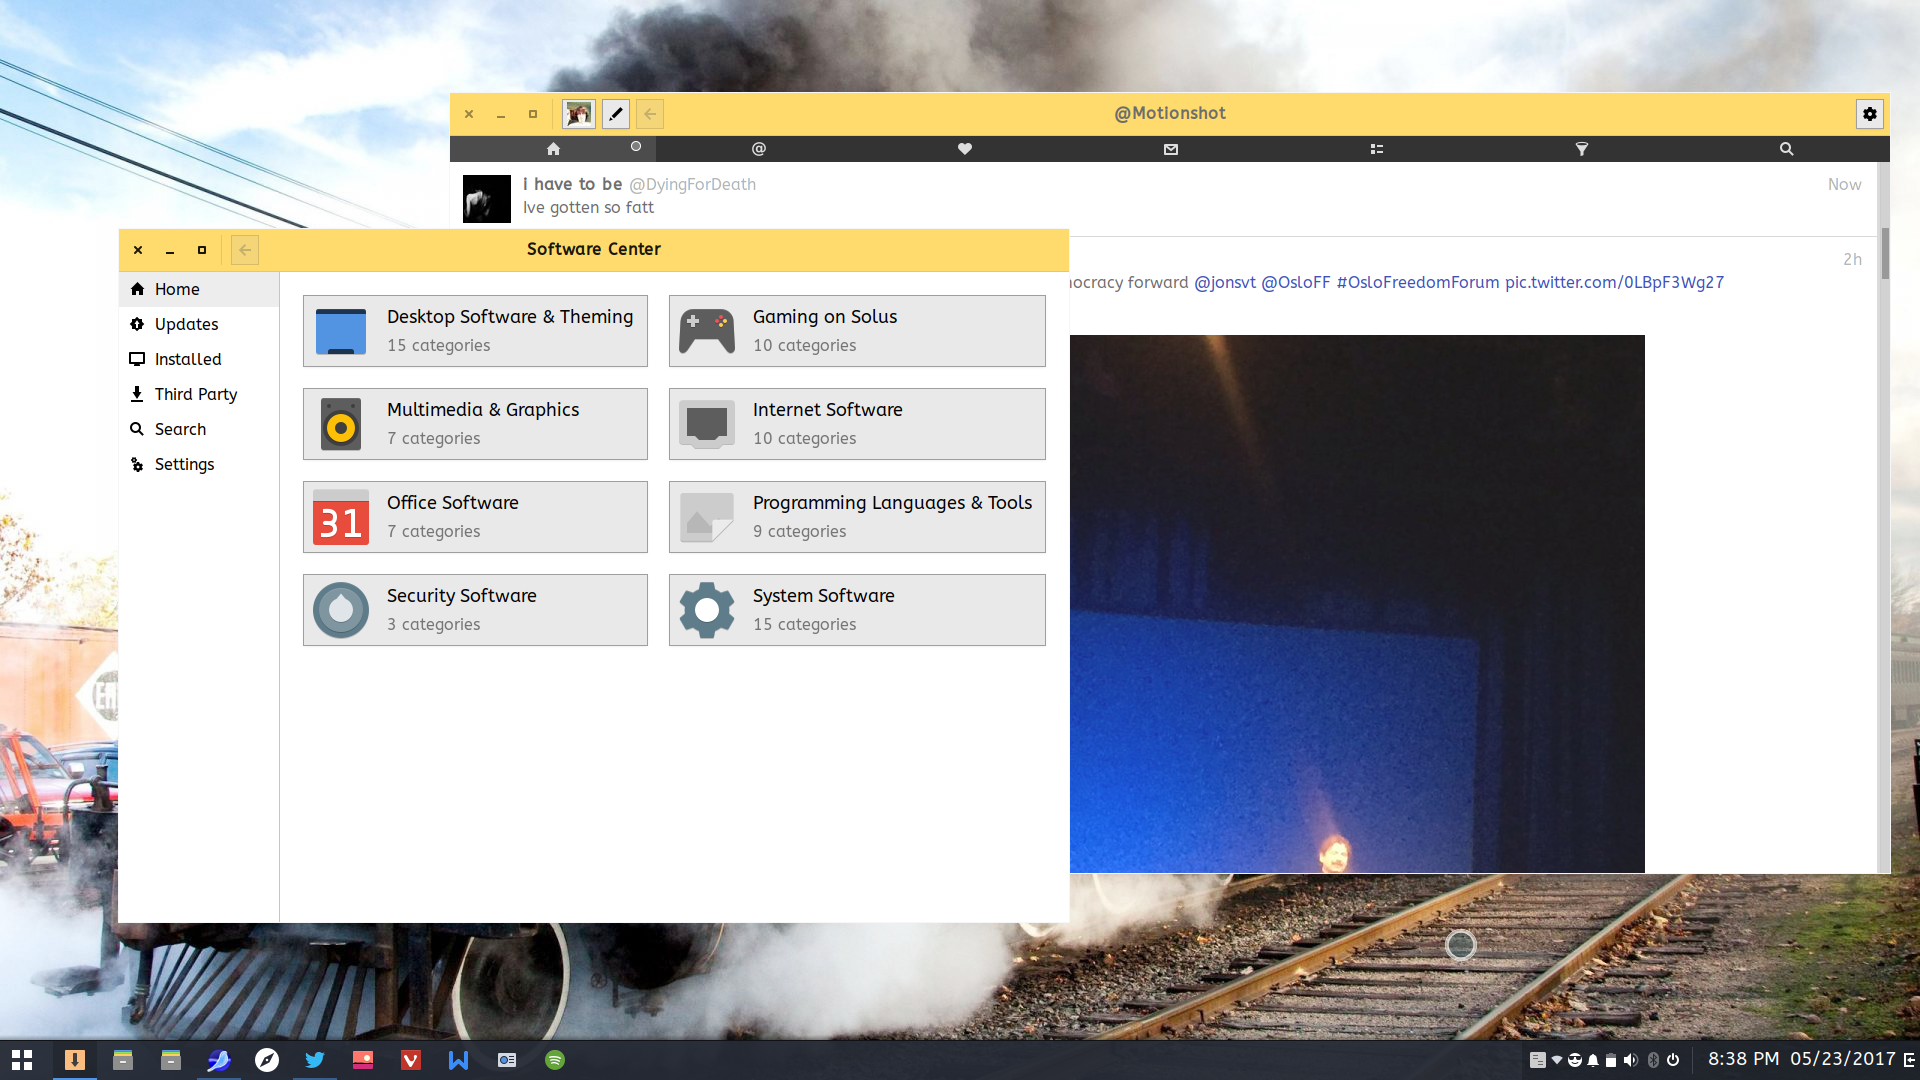 @Motionshot
@
I have to be @DyingForDeath
Now
Ive gotten so fatt
2h
ocracy forward @jonsvt @OsloFF #OsloFreedomForum pic.twitter.com/0LBpF3Wg27
Software Center
Home
Updates
Installed
Third Party
Search
Settings
Desktop Software & Theming
15 categories
Gaming on Solus
10 categories
Multimedia & Graphics
7 categories
Internet Software
10 categories
31
Office Software
7 categories
Programming Languages & Tools
9 categories
Security Software
3 categories
System Software
15 categories
8:38 PM 05/23/2017